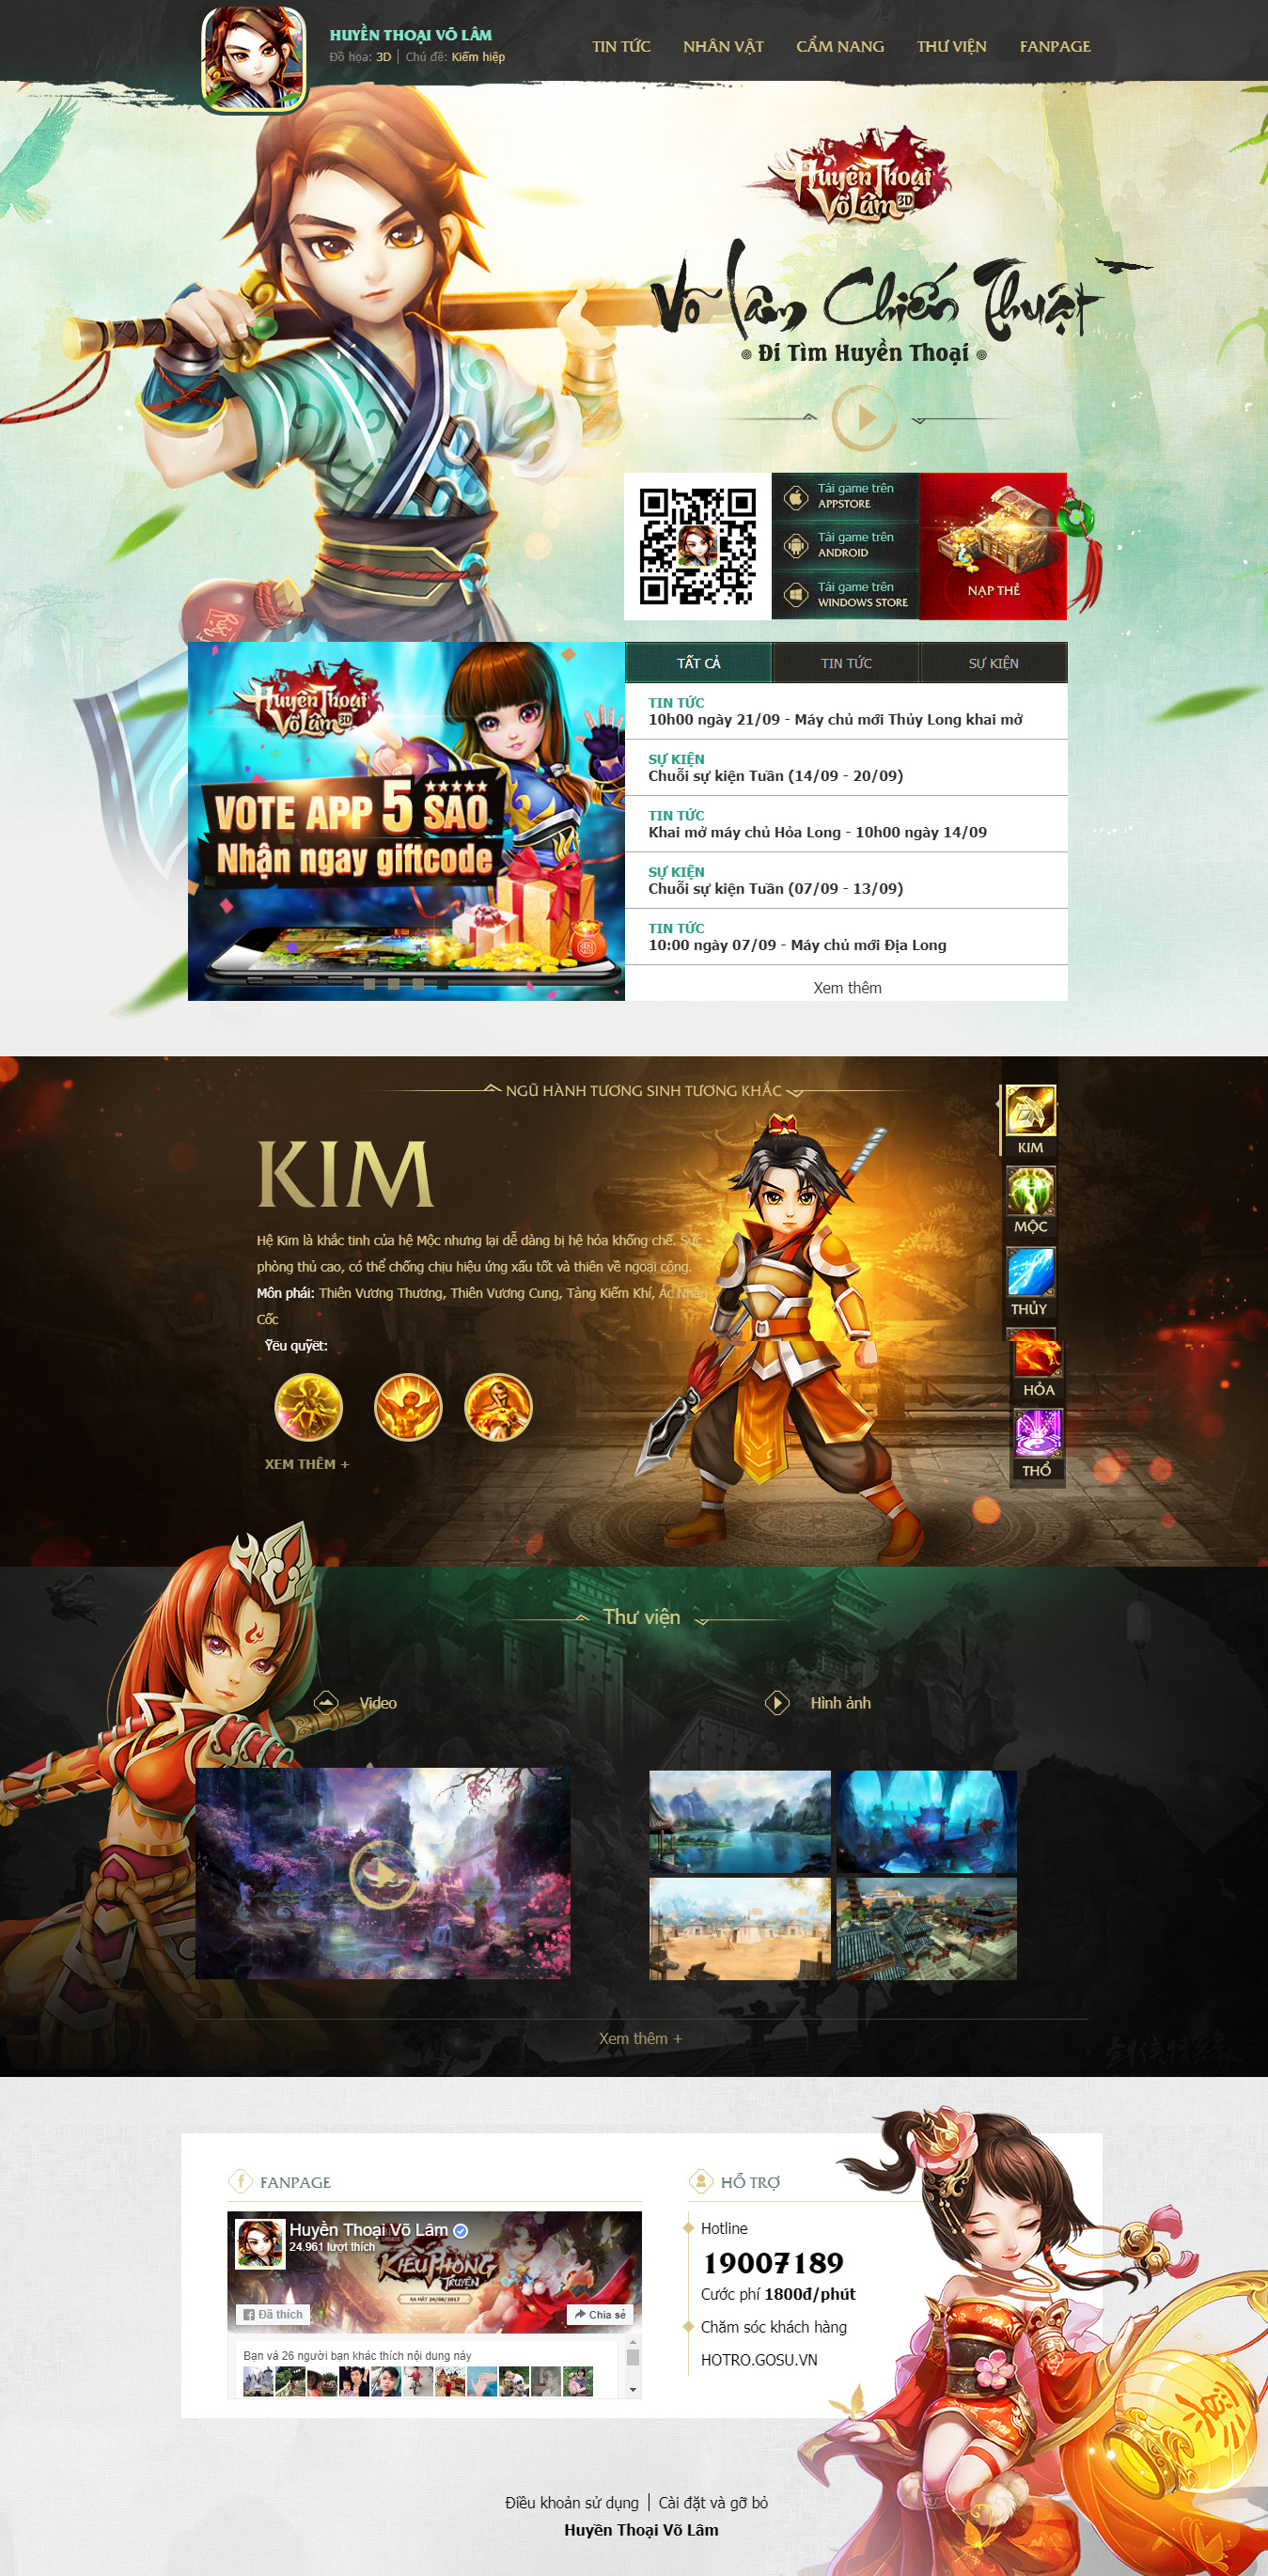 HUYỀN THOẠI VÕ LÂM
Đồ họa: 3D | Chủ đề: Kiếm hiệp
TIN TỨC
NHÂN VẬT
CẨM NANG
THƯ VIỆN
FANPAGE
Huyền Thoại
Võ Lâm 3D
Võ Lâm Chiến Thuật
Đi Tìm Huyền Thoại
Tải game trên
APPSTORE
Tải game trên
ANDROID
Tải game trên
WINDOWS STORE
NẠP THẺ
Huyền Thoại
Võ Lâm 3D
VOTE APP 5 SAO
Nhận ngay giftcode
TẤT CẢ
TIN TỨC
SỰ KIỆN
TIN TỨC
10h00 ngày 21/09 - Máy chủ mới Thủy Long khai mở
SỰ KIỆN
Chuỗi sự kiện Tuần (14/09 - 20/09)
TIN TỨC
Khai mở máy chủ Hỏa Long - 10h00 ngày 14/09
SỰ KIỆN
Chuỗi sự kiện Tuần (07/09 - 13/09)
TIN TỨC
10:00 ngày 07/09 - Máy chủ mới Địa Long
Xem thêm
NGŨ HÀNH TƯƠNG SINH TƯƠNG KHẮC
KIM
Hệ Kim là khắc tinh của hệ Mộc nhưng lại dễ dàng bị hệ hỏa khống chế. Sức
phòng thủ cao, có thể chống chịu hiệu ứng xấu tốt và thiên về ngoại công.
Môn phái: Thiên Vương Thương, Thiên Vương Cung, Tàng Kiếm Khí, Ác Nhân
Cốc
Yếu quyết:
XEM THÊM +
KIM
MỘC
THỦY
HỎA
THỔ
Thư viện
Video
Hình ảnh
Xem thêm +
FANPAGE
Huyền Thoại Võ Lâm
24.961 lượt thích
KIỀU PHONG
TRUYỆN
RA MẮT 24/08/2017
Đã thích
Chia sẻ
Bạn và 26 người bạn khác thích nội dung này
HỖ TRỢ
Hotline
19007189
Cước phí 1800đ/phút
Chăm sóc khách hàng
HOTRO.GOSU.VN
Điều khoản sử dụng | Cài đặt và gỡ bỏ
Huyền Thoại Võ Lâm